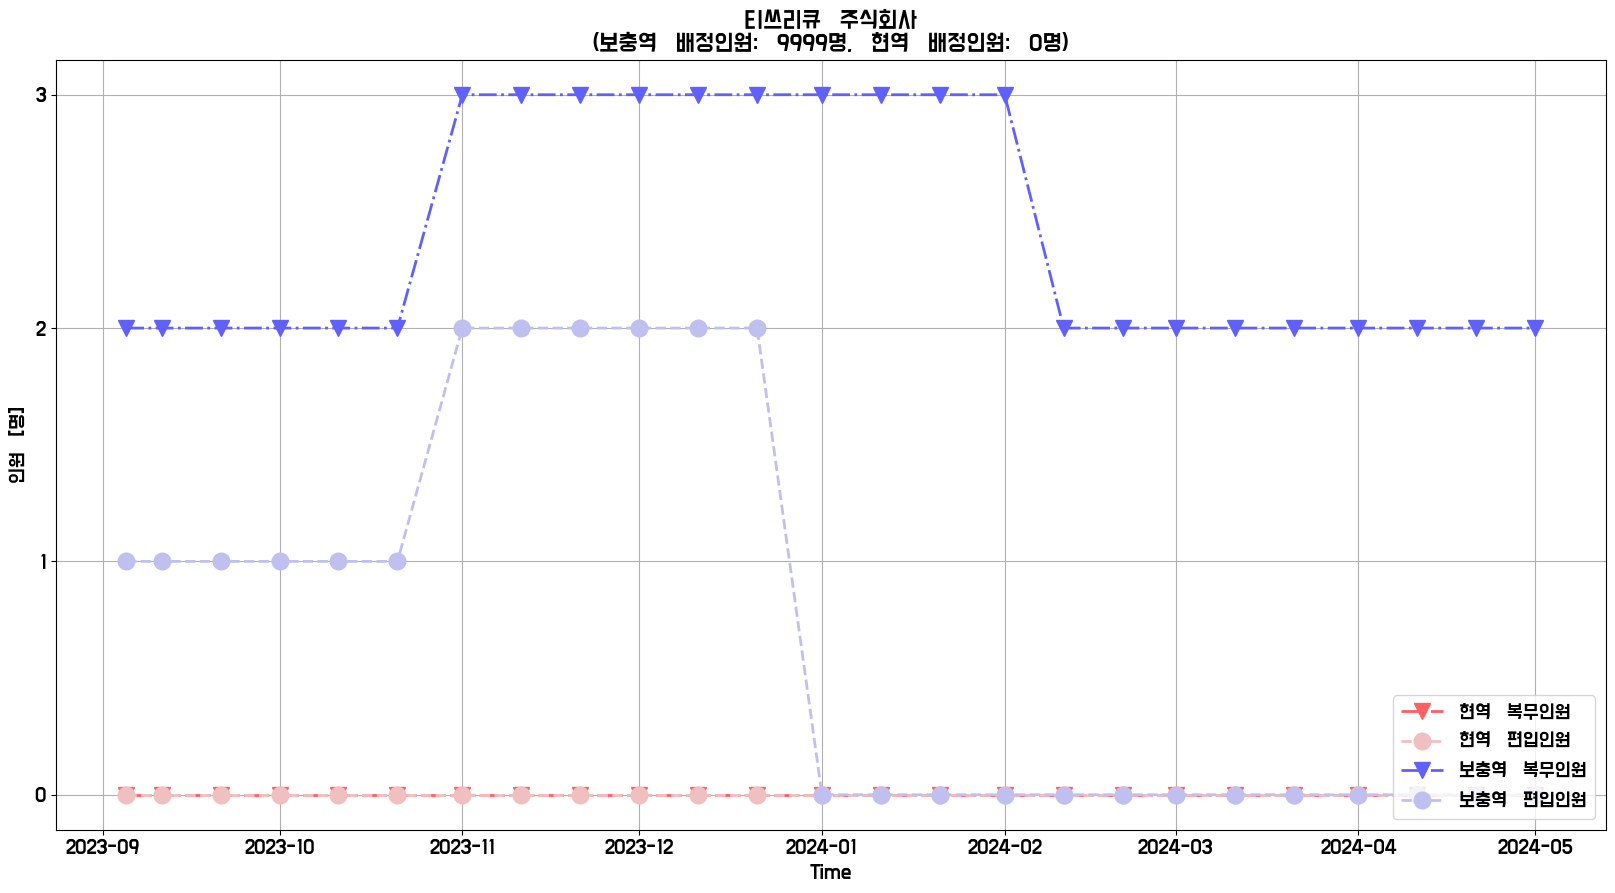 티쓰리큐 주식회사
(보충역 배정인원: 9999명, 현역 배정인원: 0명)
인원 [명]
3
2
1
0
현역 복무인원
현역 편입인원
보충역 복무인원
보충역 편입인원
2023-09 2023-10 2023-11 2023-12 2024-01 2024-02 2024-03 2024-04 2024-05
Time